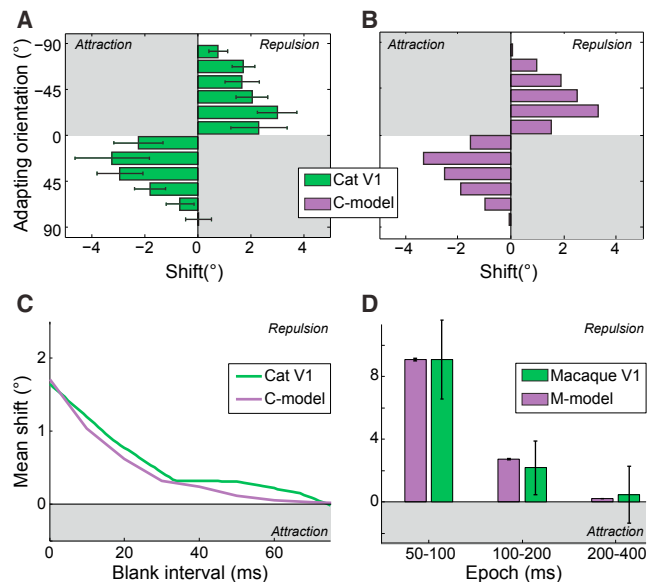 A
B
Attraction
Repulsion
Attraction
Repulsion
Adapting orientation (°)
−90
−45
0
45
90
Cat V1
C-model
−4 −2 0 2 4
−4 −2 0 2 4
Shift(°)
Shift(°)
C
D
Repulsion
Repulsion
Cat V1
C-model
Macaque V1
M-model
Mean shift (°)
2
1
0
8
4
0
Attraction
Attraction
0 20 40 60
50-100 100-200 200-400
Blank interval (ms)
Epoch (ms)